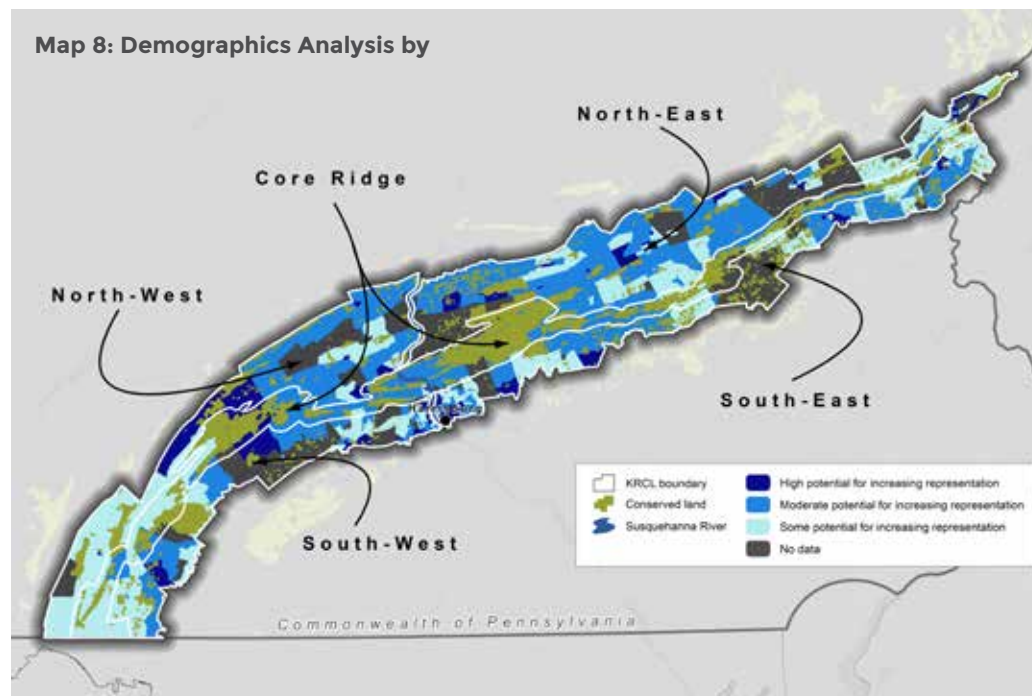 Map 8: Demographics Analysis by
North-East
Core Ridge
North-West
South-East
South-West
KRCL boundary
Conserved land
Susquehanna River
High potential for increasing representation
Moderate potential for increasing representation
Some potential for increasing representation
No data
Commonwealth of Pennsylvania